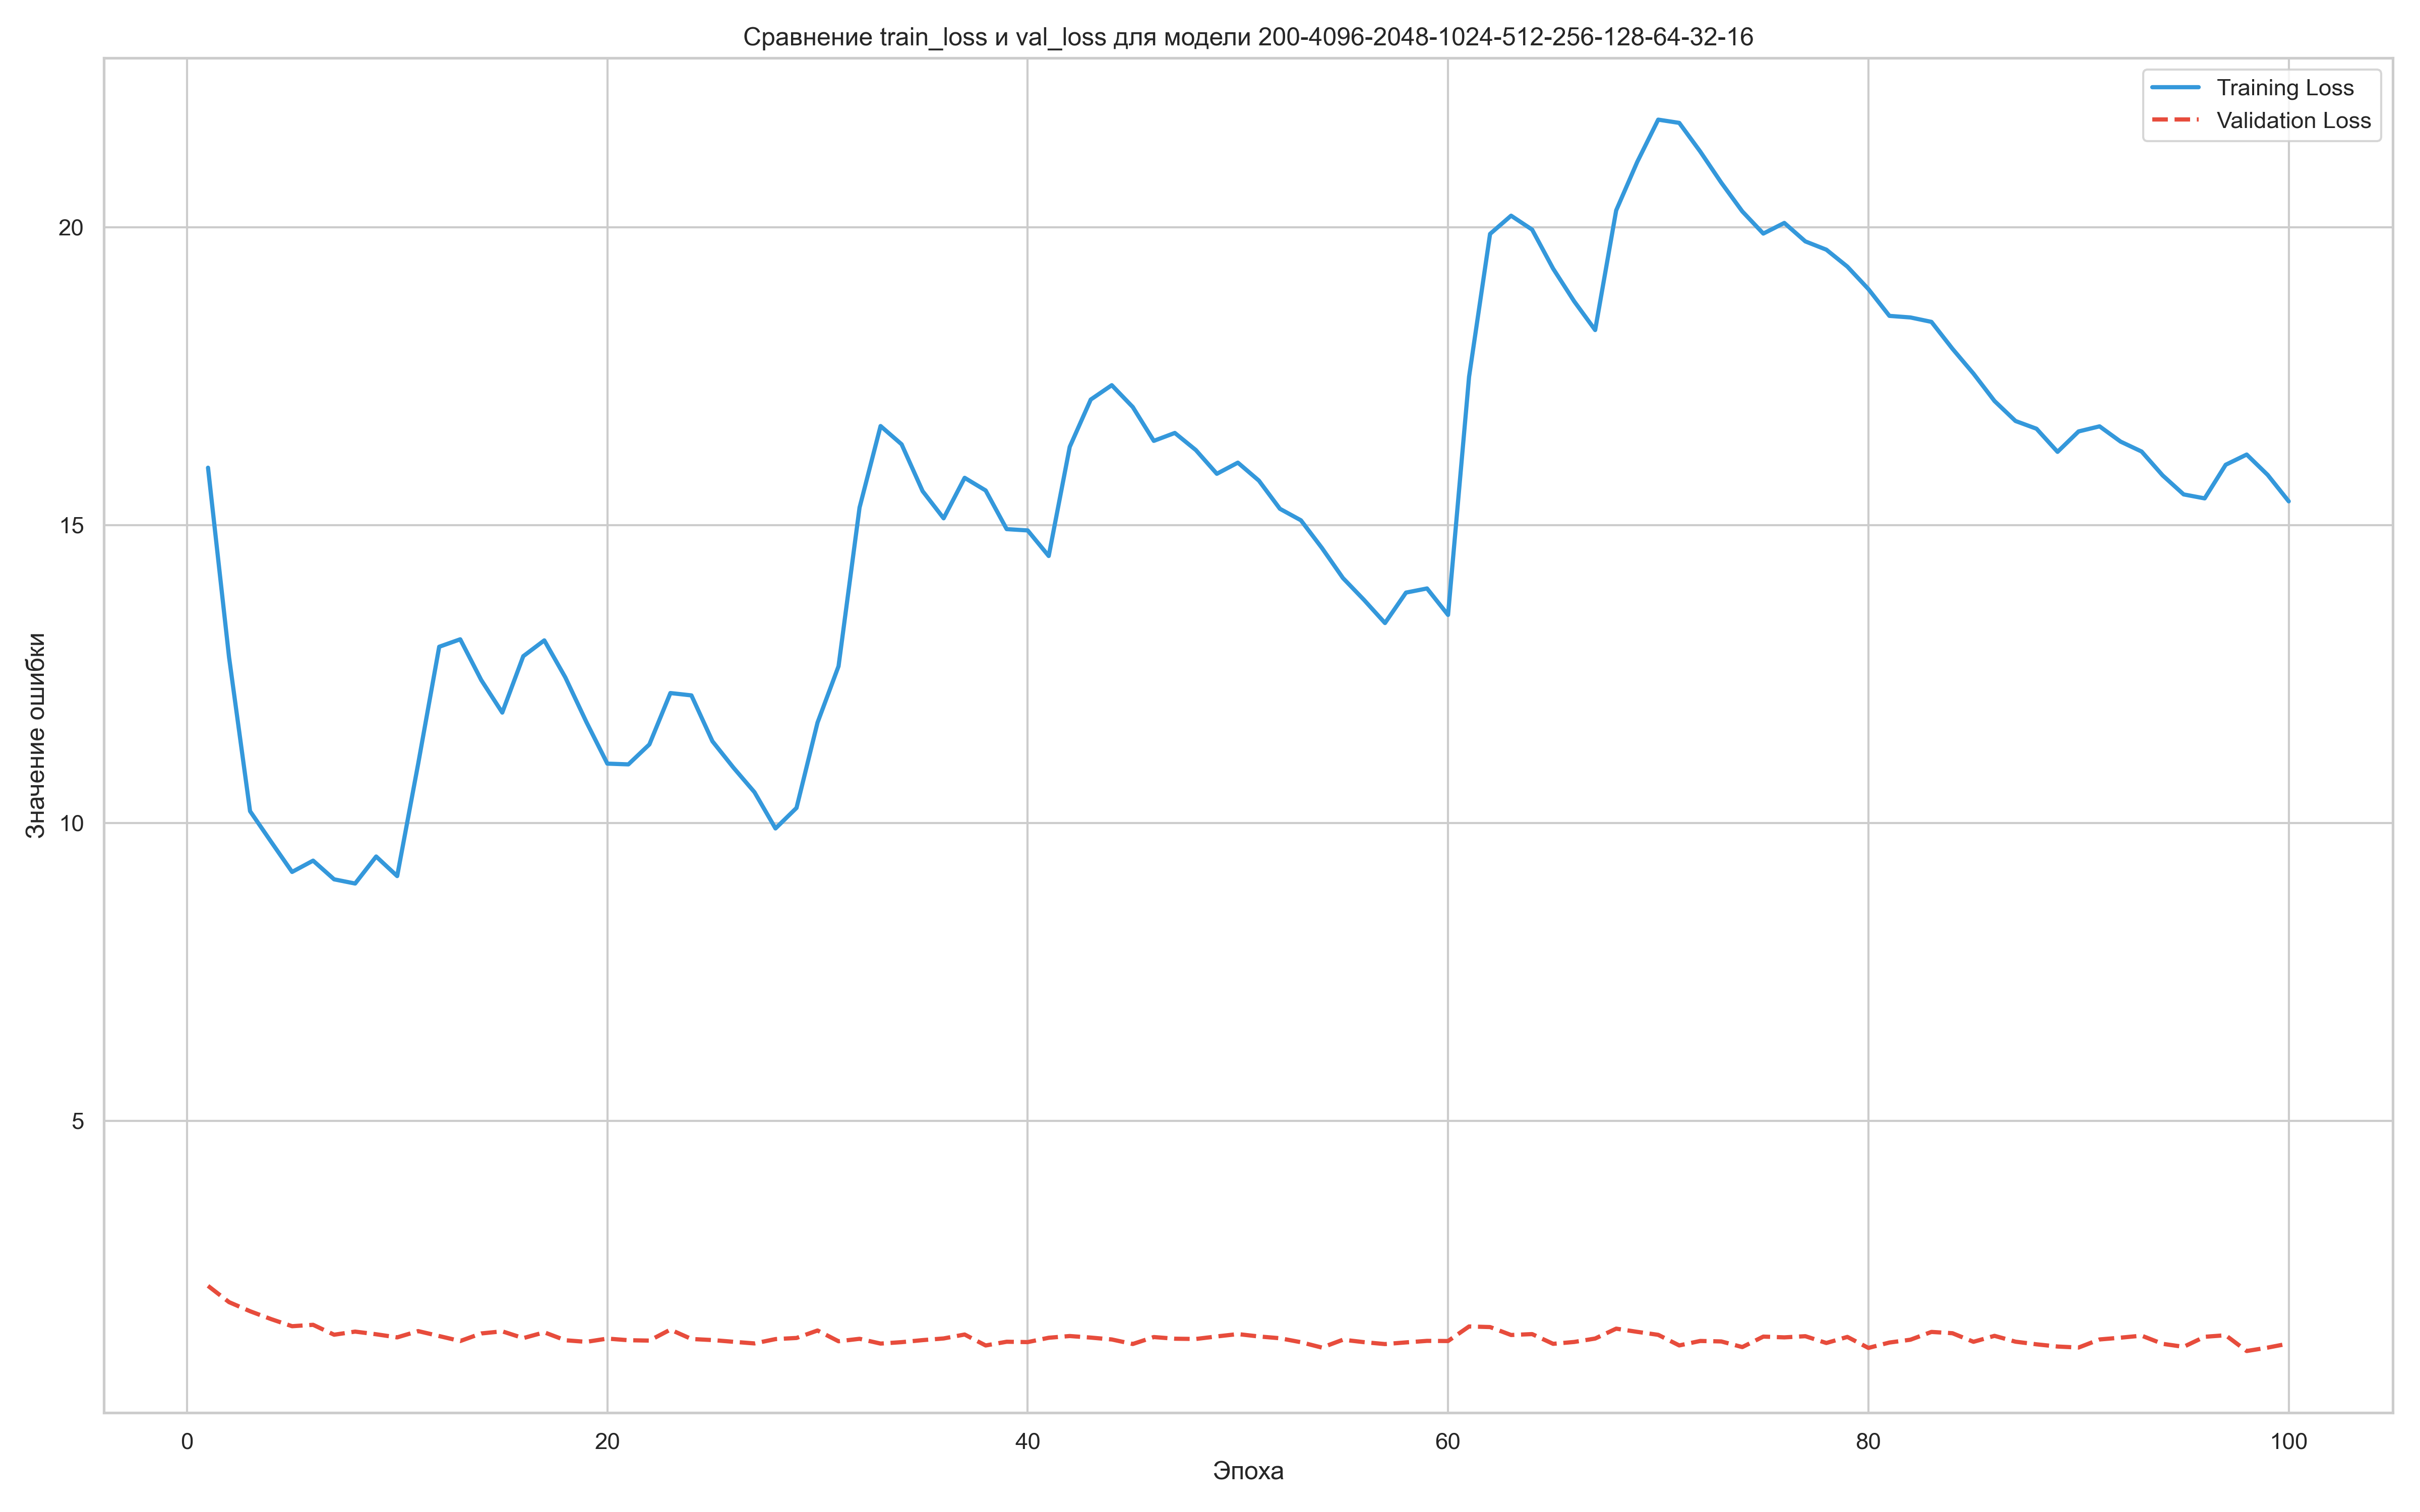 Сравнение train_loss и val_loss для модели 200-4096-2048-1024-512-256-128-64-32-16
Training Loss
Validation Loss
20
15
10
5
Значение ошибки
0
20
40
60
80
100
Эпоха